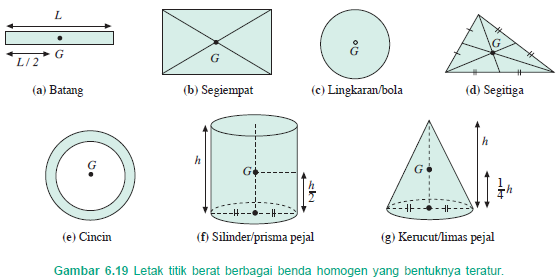 L
L / 2
G
(a) Batang
G
(b) Segiempat
G
(c) Lingkaran/bola
G
(d) Segitiga
G
(e) Cincin
h
G
h/2
(f) Silinder/prisma pejal
h
G
1/4 h
(g) Kerucut/limas pejal
Gambar 6.19 Letak titik berat berbagai benda homogen yang bentuknya teratur.